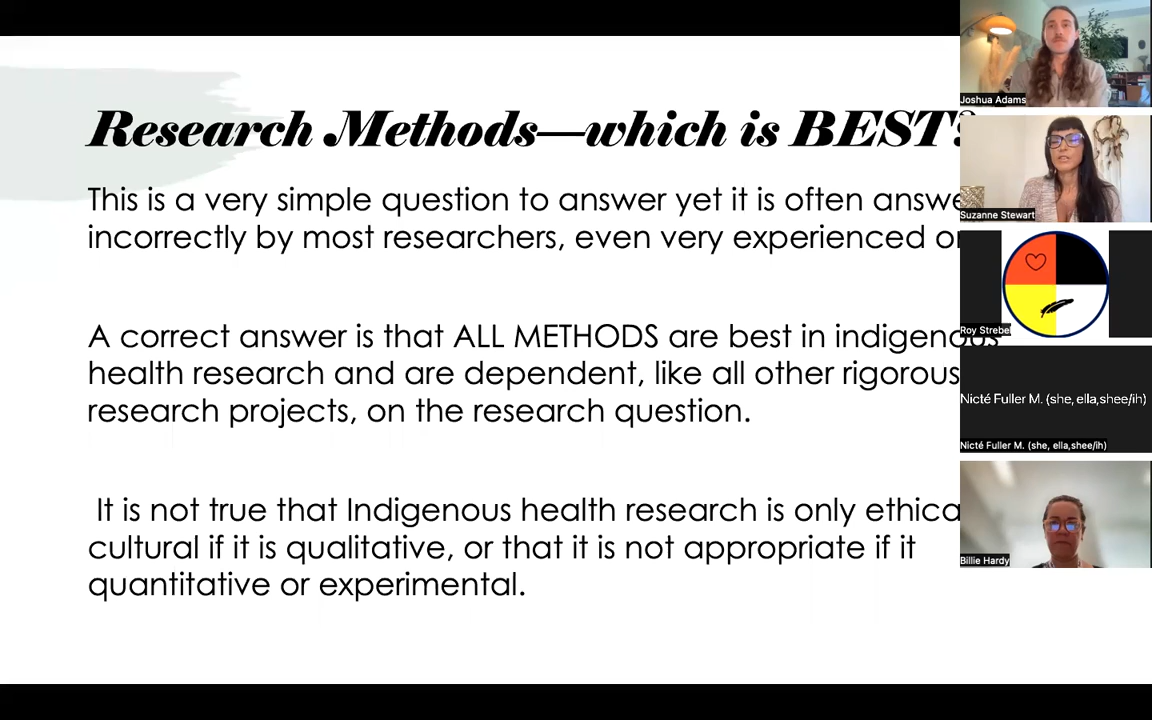 Research Methods—which is BEST?
This is a very simple question to answer yet it is often
incorrectly by most researchers, even very experienced
A correct answer is that ALL METHODS are best in indigenous
health research and are dependent, like all other rigorous
research projects, on the research question.
It is not true that Indigenous health research is only
cultural if it is qualitative, or that it is not appropriate if it
quantitative or experimental.
Joshua Adams
Suzanne Stewart
Roy Strebel
Nicté Fuller M. (she, ella,shee/ih)
Nicté Fuller M. (she, ella,shee/ih)
Billie Hardy